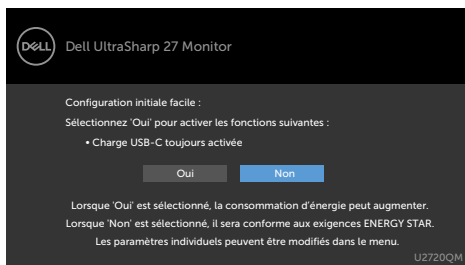 DELL
Dell UltraSharp 27 Monitor
Configuration initiale facile :
Sélectionnez 'Oui' pour activer les fonctions suivantes :
• Charge USB-C toujours activée
Oui
Non
Lorsque 'Oui' est sélectionné, la consommation d'énergie peut augmenter.
Lorsque 'Non' est sélectionné, il sera conforme aux exigences ENERGY STAR.
Les paramètres individuels peuvent être modifiés dans le menu.
U2720QM